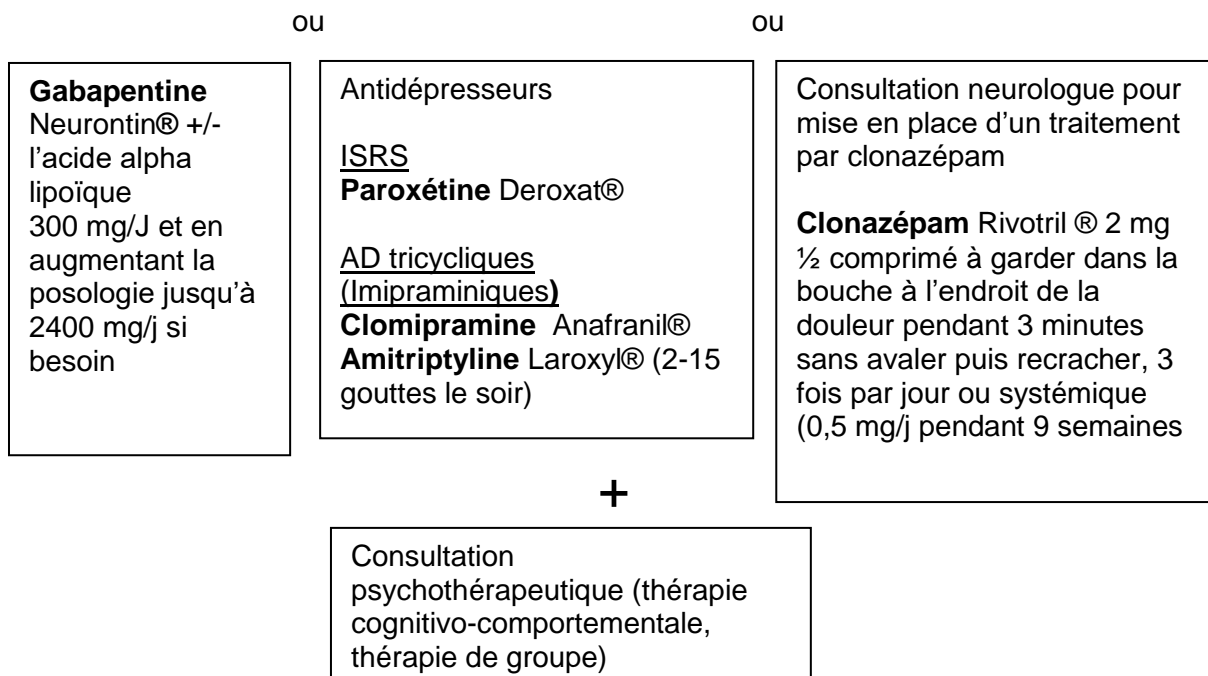 ou
ou
Gabapentine
Neurontin® +/-
l’acide alpha
lipoïque
300 mg/J et en
augmentant la
posologie jusqu’à
2400 mg/j si
besoin
Antidépresseurs
ISRS
Paroxétine Deroxat®
AD tricycliques
(Imipraminiques)
Clomipramine Anafranil®
Amitriptyline Laroxyl® (2-15
gouttes le soir)
Consultation neurologue pour
mise en place d’un traitement
par clonazépam
Clonazépam Rivotril ® 2 mg
½ comprimé à garder dans la
bouche à l’endroit de la
douleur pendant 3 minutes
sans avaler puis recracher, 3
fois par jour ou systémique
(0,5 mg/j pendant 9 semaines
+
Consultation
psychothérapeutique (thérapie
cognitivo-comportementale,
thérapie de groupe)